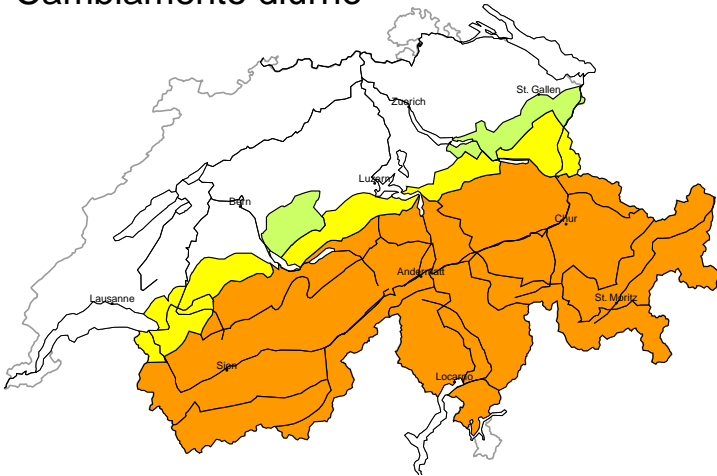 Cambiamento diurno
St. Gallen
Zuerich
Luzern
Bern
Chur
Andermatt
Lausanne
St. Moritz
Sion
Locarno